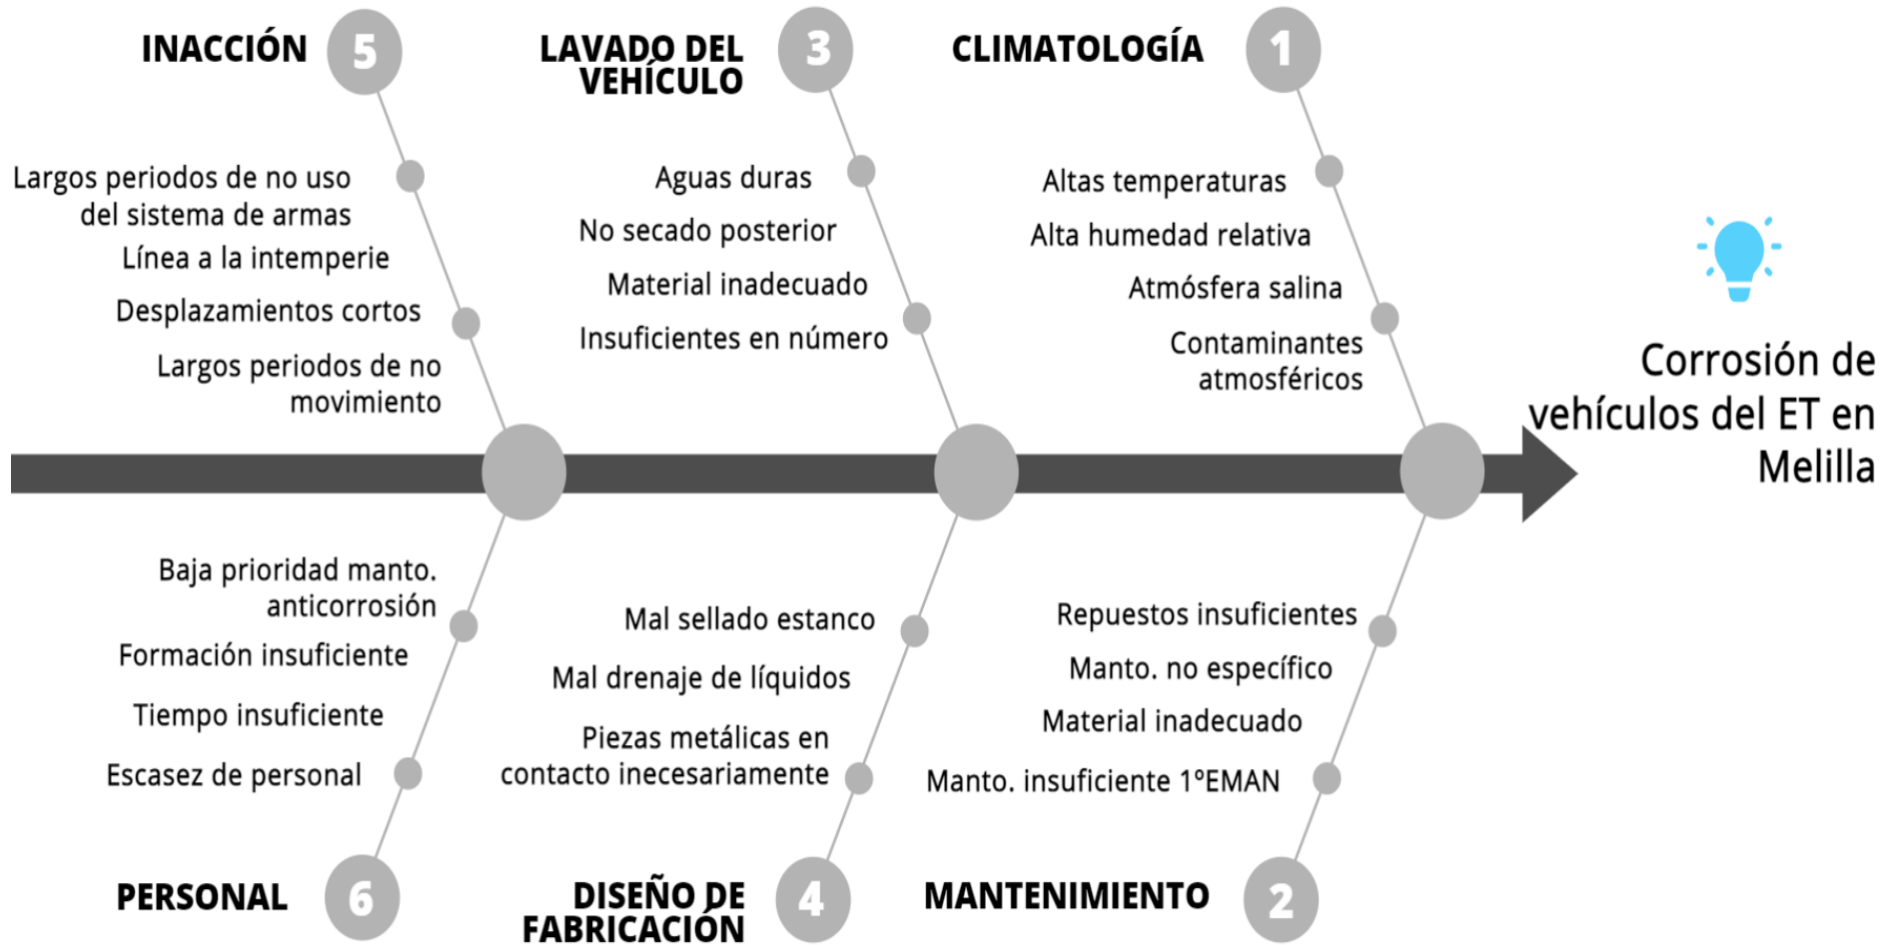 INACCIÓN
5
Largos periodos de no uso
del sistema de armas
Línea a la intemperie
Desplazamientos cortos
Largos periodos de no
movimiento
LAVADO DEL
VEHÍCULO
3
Aguas duras
No secado posterior
Material inadecuado
Insuficientes en número
CLIMATOLOGÍA
1
Altas temperaturas
Alta humedad relativa
Atmósfera salina
Contaminantes
atmosféricos
Corrosión de
vehículos del ET en
Melilla
Baja prioridad manto.
anticorrosión
Formación insuficiente
Tiempo insuficiente
Escasez de personal
PERSONAL
6
Mal sellado estanco
Mal drenaje de líquidos
Piezas metálicas en
contacto inecesariamente
DISEÑO DE
FABRICACIÓN
4
Repuestos insuficientes
Manto. no específico
Material inadecuado
Manto. insuficiente 1ºEMAN
MANTENIMIENTO
2